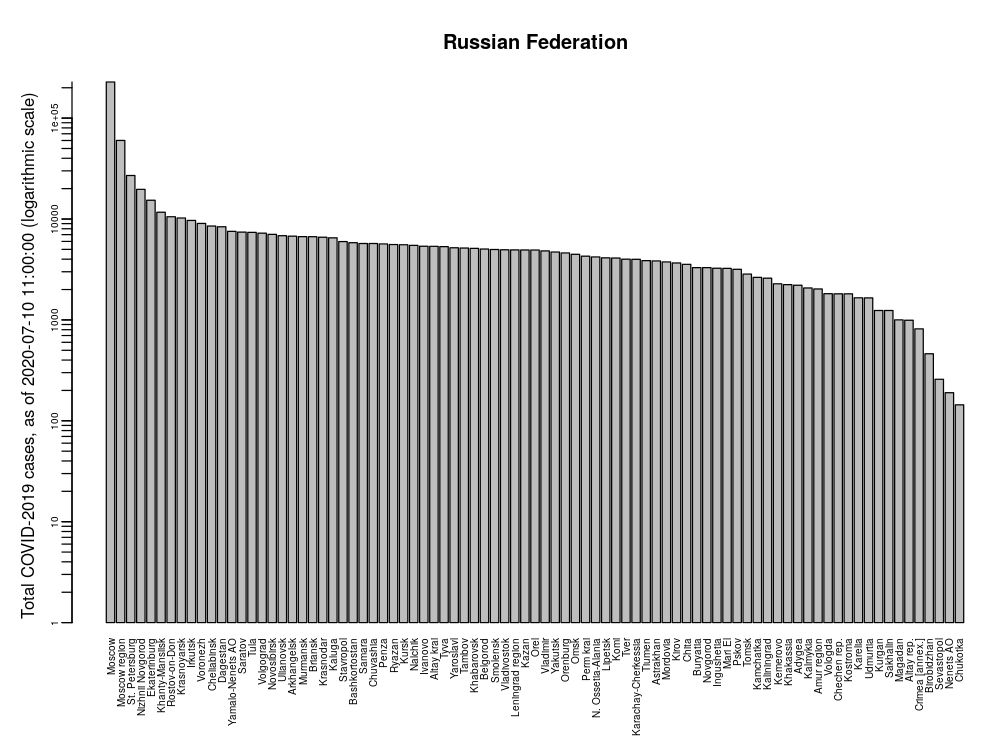 Russian Federation
Total COVID-2019 cases, as of 2020-07-10 11:00:00 (logarithmic scale)
1e+05
10000
1000
100
10
1
Moscow
Moscow region
St. Petersburg
Nizhnii Novgorod
Ekaterinburg
Khanty-Mansiisk
Rostov-on-Don
Krasnoyarsk
Irkutsk
Voronezh
Cheliabinsk
Dagestan
Yamalo-Nenets AO
Saratov
Tula
Volgograd
Novosibirsk
Ulianovsk
Arkhangelsk
Murmansk
Briansk
Krasnodar
Kaluga
Stavropol
Bashkortostan
Samara
Chuvashia
Penza
Ryazan
Kursk
Nalchik
Ivanovo
Altay krai
Tyva
Yaroslavl
Tambov
Khabarovsk
Belgorod
Smolensk
Vladivostok
Leningrad region
Kazan
Orel
Vladimir
Yakutsk
Orenburg
Omsk
Perm krai
N. Ossetia-Alania
Lipetsk
Komi
Tver
Karachay-Cherkessia
Tiumen
Astrakhan
Mordovia
Kirov
Chita
Buryatia
Novgorod
Ingushetia
Mari El
Pskov
Tomsk
Kamchatka
Kaliningrad
Kemerovo
Khakassia
Adygea
Kalmykia
Amur region
Vologda
Chechen rep.
Kostroma
Karelia
Udmurtia
Kurgan
Sakhalin
Magadan
Altay rep.
Crimea [annex.]
Birobidzhan
Sevastopol
Nenets AO
Chukotka